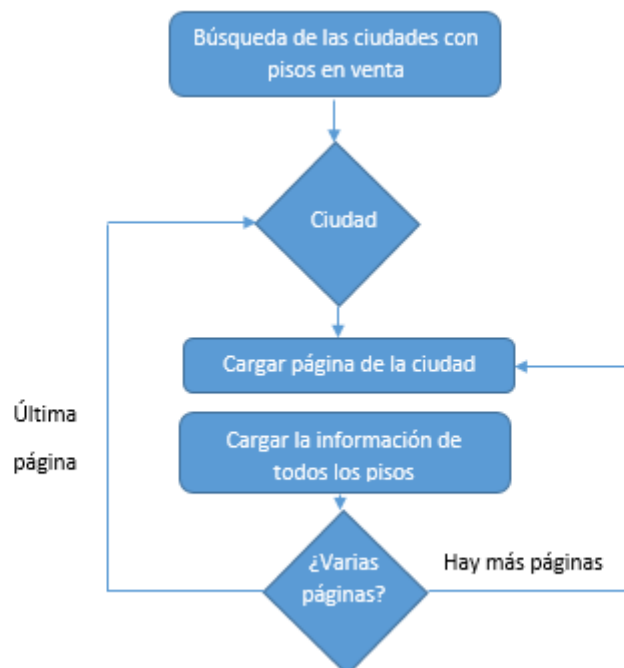 Búsqueda de las ciudades con
pisos en venta
Ciudad
Cargar página de la ciudad
Última
página
Cargar la información de
todos los pisos
¿Varias
páginas?
Hay más páginas